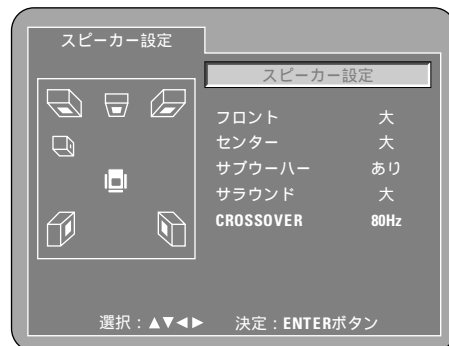 スピーカー設定
スピーカー設定
フロント 大
センター 大
サブウーハー あり
サラウンド 大
CROSSOVER 80Hz
選択：▲▼◀▶ 決定：ENTERボタン